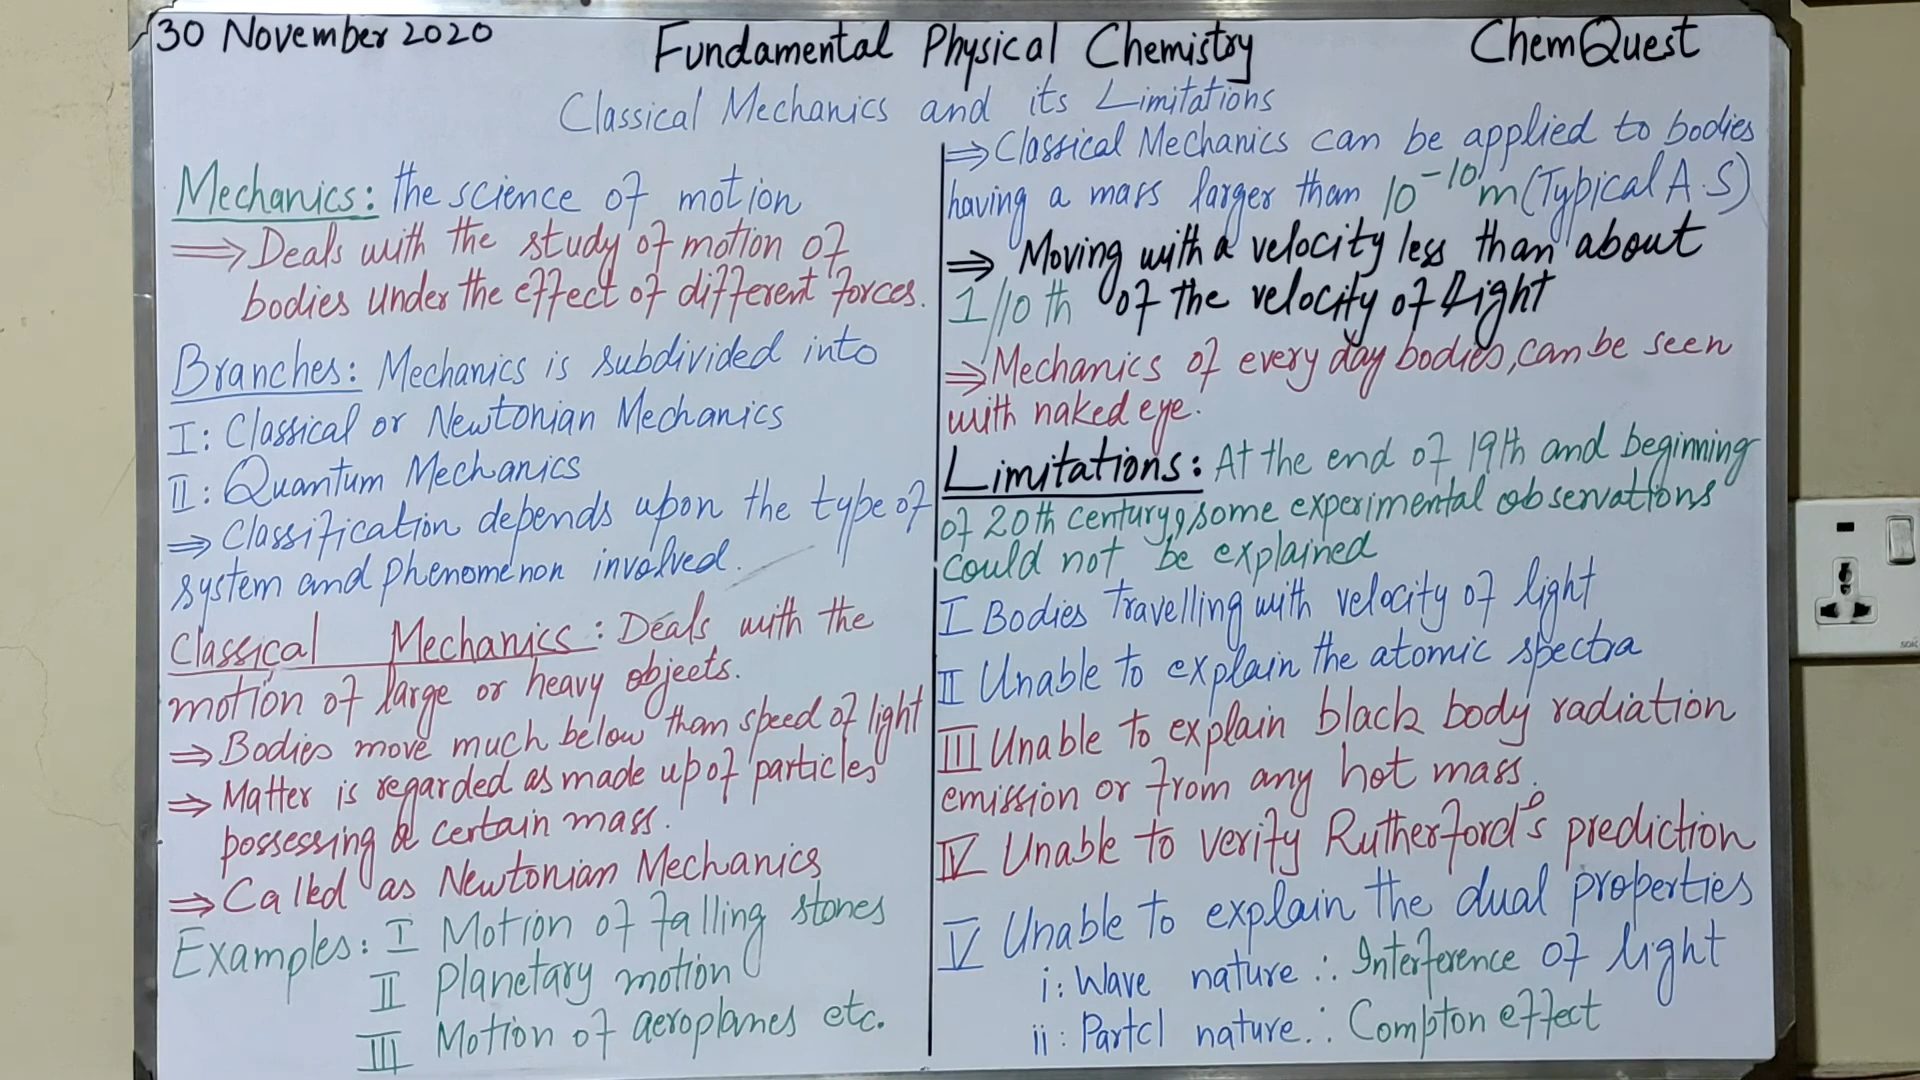 30 November 2020
Fundamental Physical Chemistry
ChemQuest
Classical Mechanics and its Limitations
Mechanics: the science of motion
⇒ Deals with the study of motion of
bodies under the effect of different forces.
Branches: Mechanics is subdivided into
I: Classical or Newtonian Mechanics
II: Quantum Mechanics
⇒ Classification depends upon the type of
system and phenomenon involved.
Classical Mechanics: Deals with the
motion of large or heavy objects.
⇒ Bodies move much below than speed of light
⇒ Matter is regarded as made up of particles
possessing a certain mass.
⇒ Called as Newtonian Mechanics
Examples: I Motion of falling stones
II Planetary motion
III Motion of aeroplanes etc.
⇒ Classical Mechanics can be applied to bodies
having a mass larger than 10⁻¹⁰m (Typical A.S)
⇒ Moving with a velocity less than about
1/10 th of the velocity of light
⇒ Mechanics of every day bodies, can be seen
with naked eye.
Limitations: At the end of 19th and beginning
of 20th century, some experimental observations
could not be explained
I Bodies travelling with velocity of light
II Unable to explain the atomic spectra
III Unable to explain black body radiation
emission or from any hot mass.
IV Unable to verify Rutherford's prediction
V Unable to explain the dual properties
i: Wave nature ∴ Interference of light
ii: Partcl nature. ∴ Compton effect